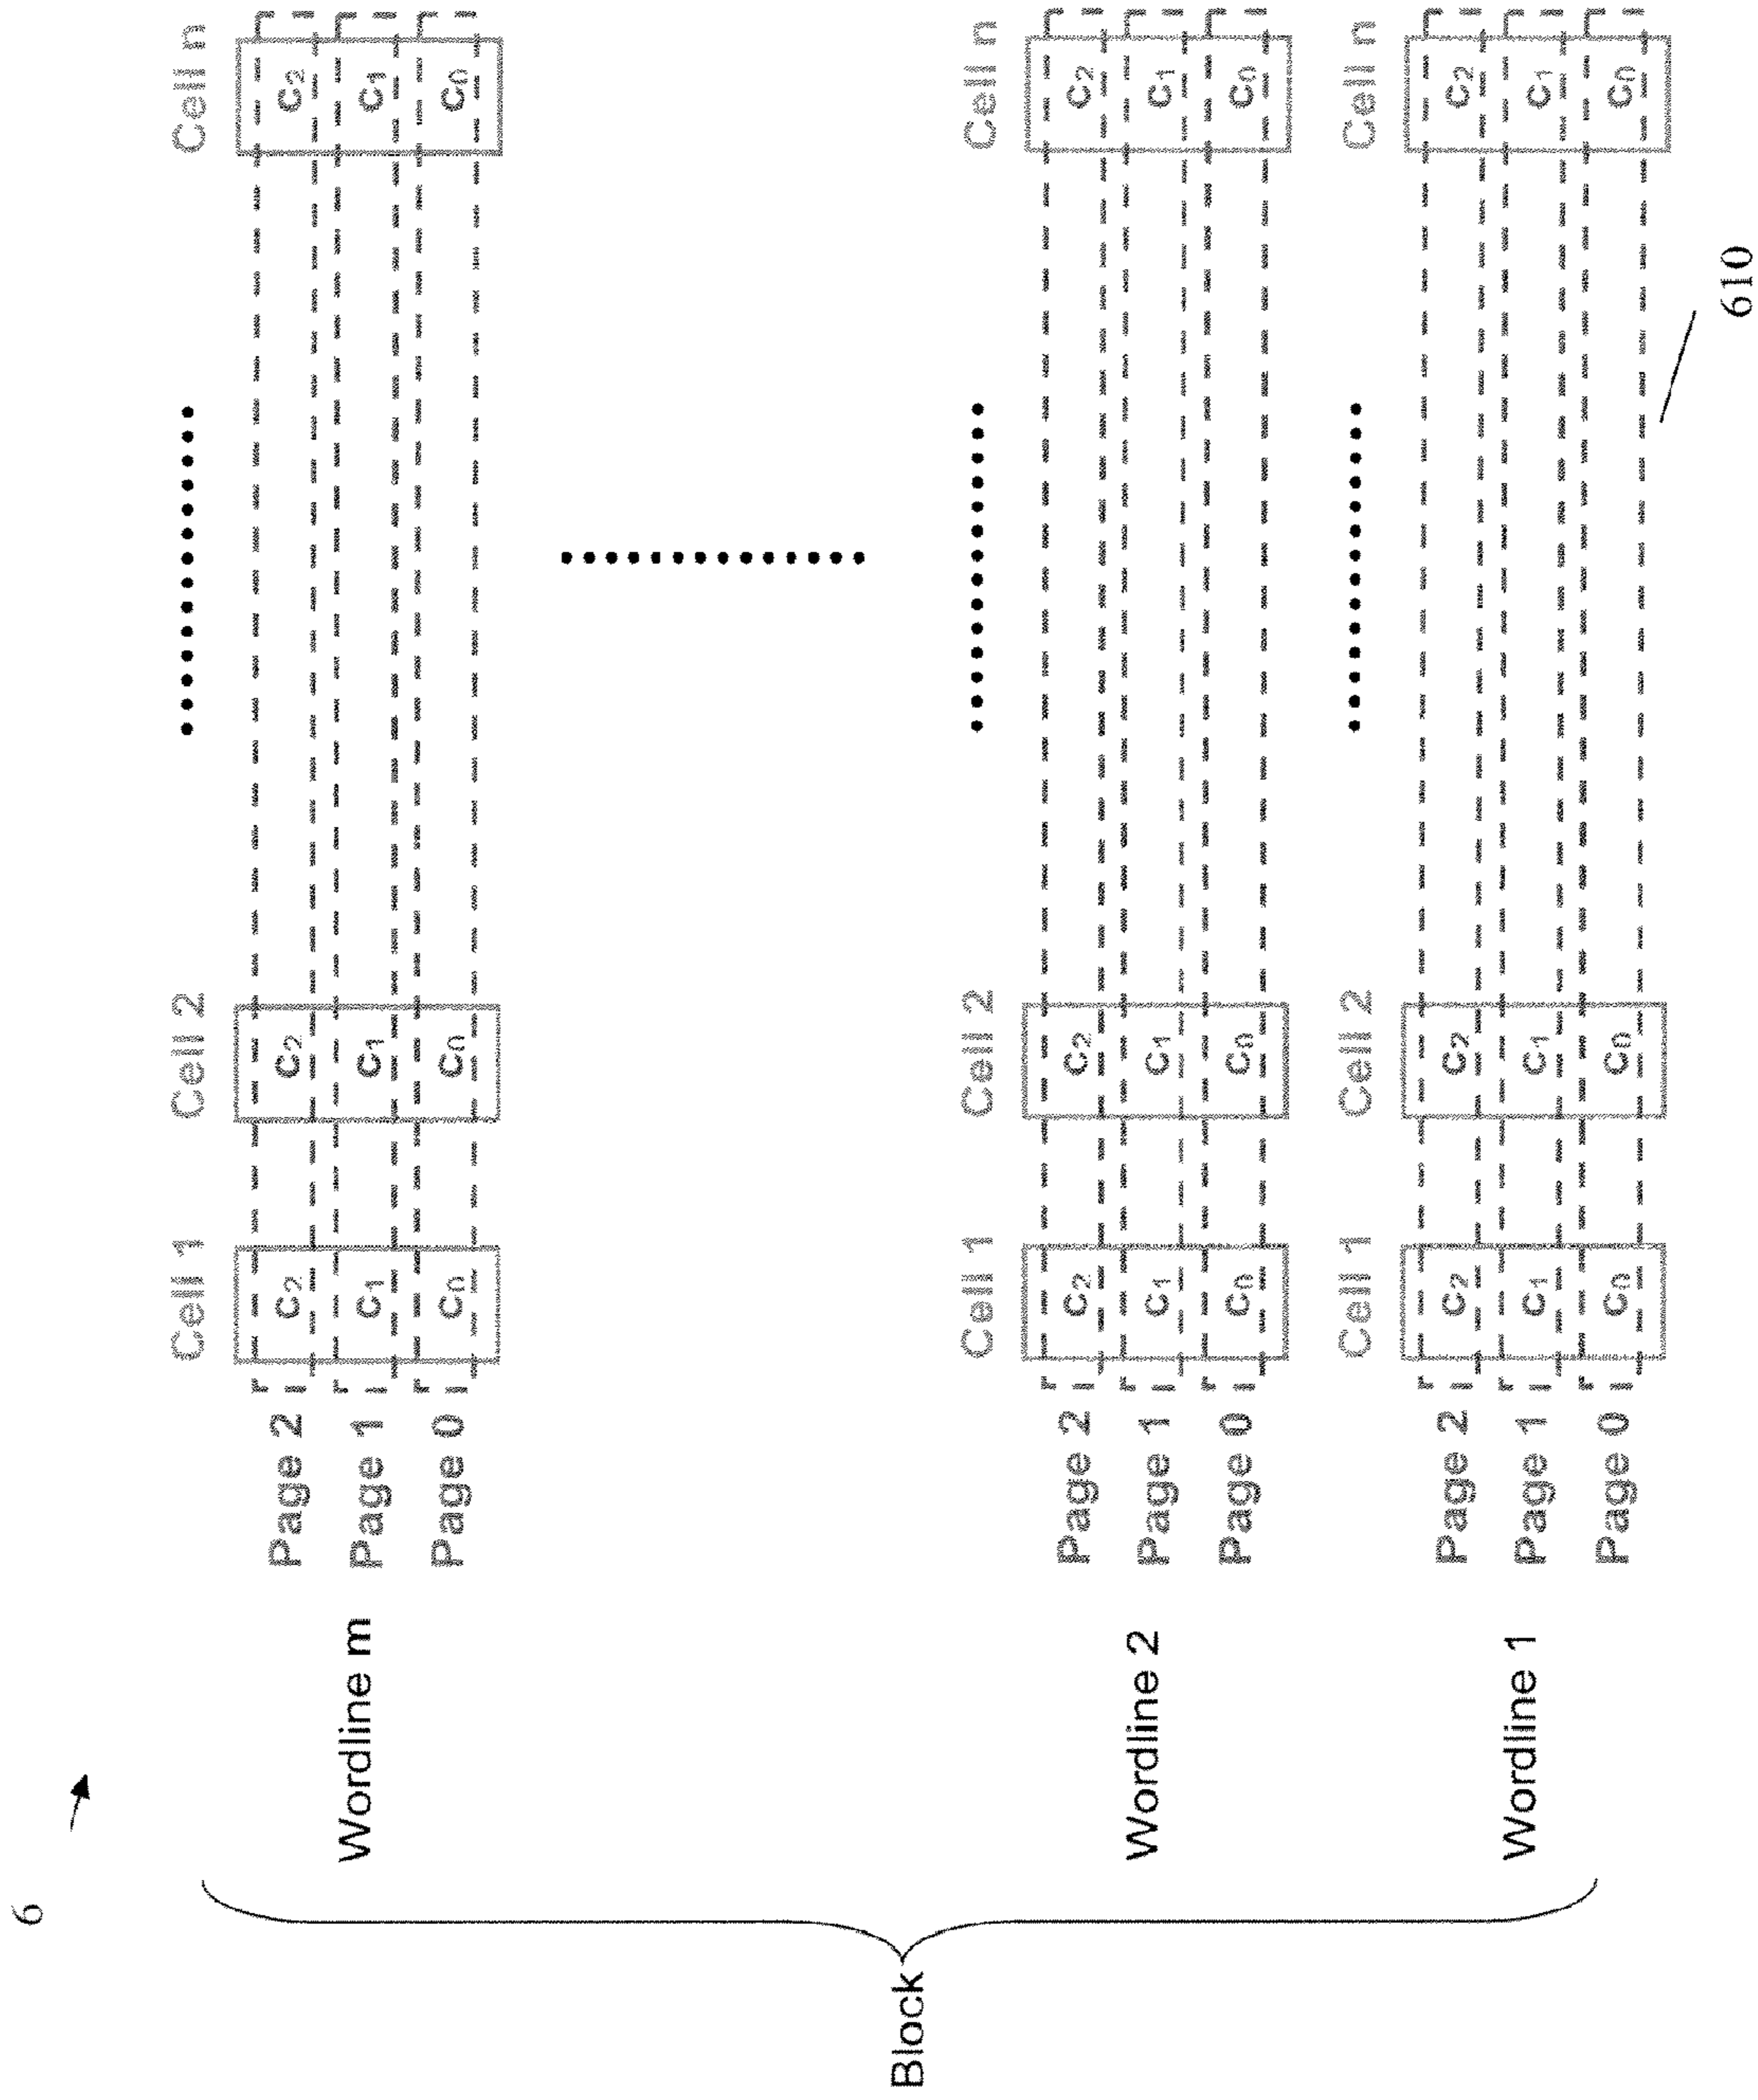 6
Cell 1 Cell 2 Cell n
Page 2 c₂ c₂ c₂
Wordline m Page 1 c₁ c₁ c₁
Page 0 c₀ c₀ c₀
Block
Cell 1 Cell 2 Cell n
Page 2 c₂ c₂ c₂
Wordline 2 Page 1 c₁ c₁ c₁
Page 0 c₀ c₀ c₀
Cell 1 Cell 2 Cell n
Page 2 c₂ c₂ c₂
Wordline 1 Page 1 c₁ c₁ c₁
Page 0 c₀ c₀ c₀
610